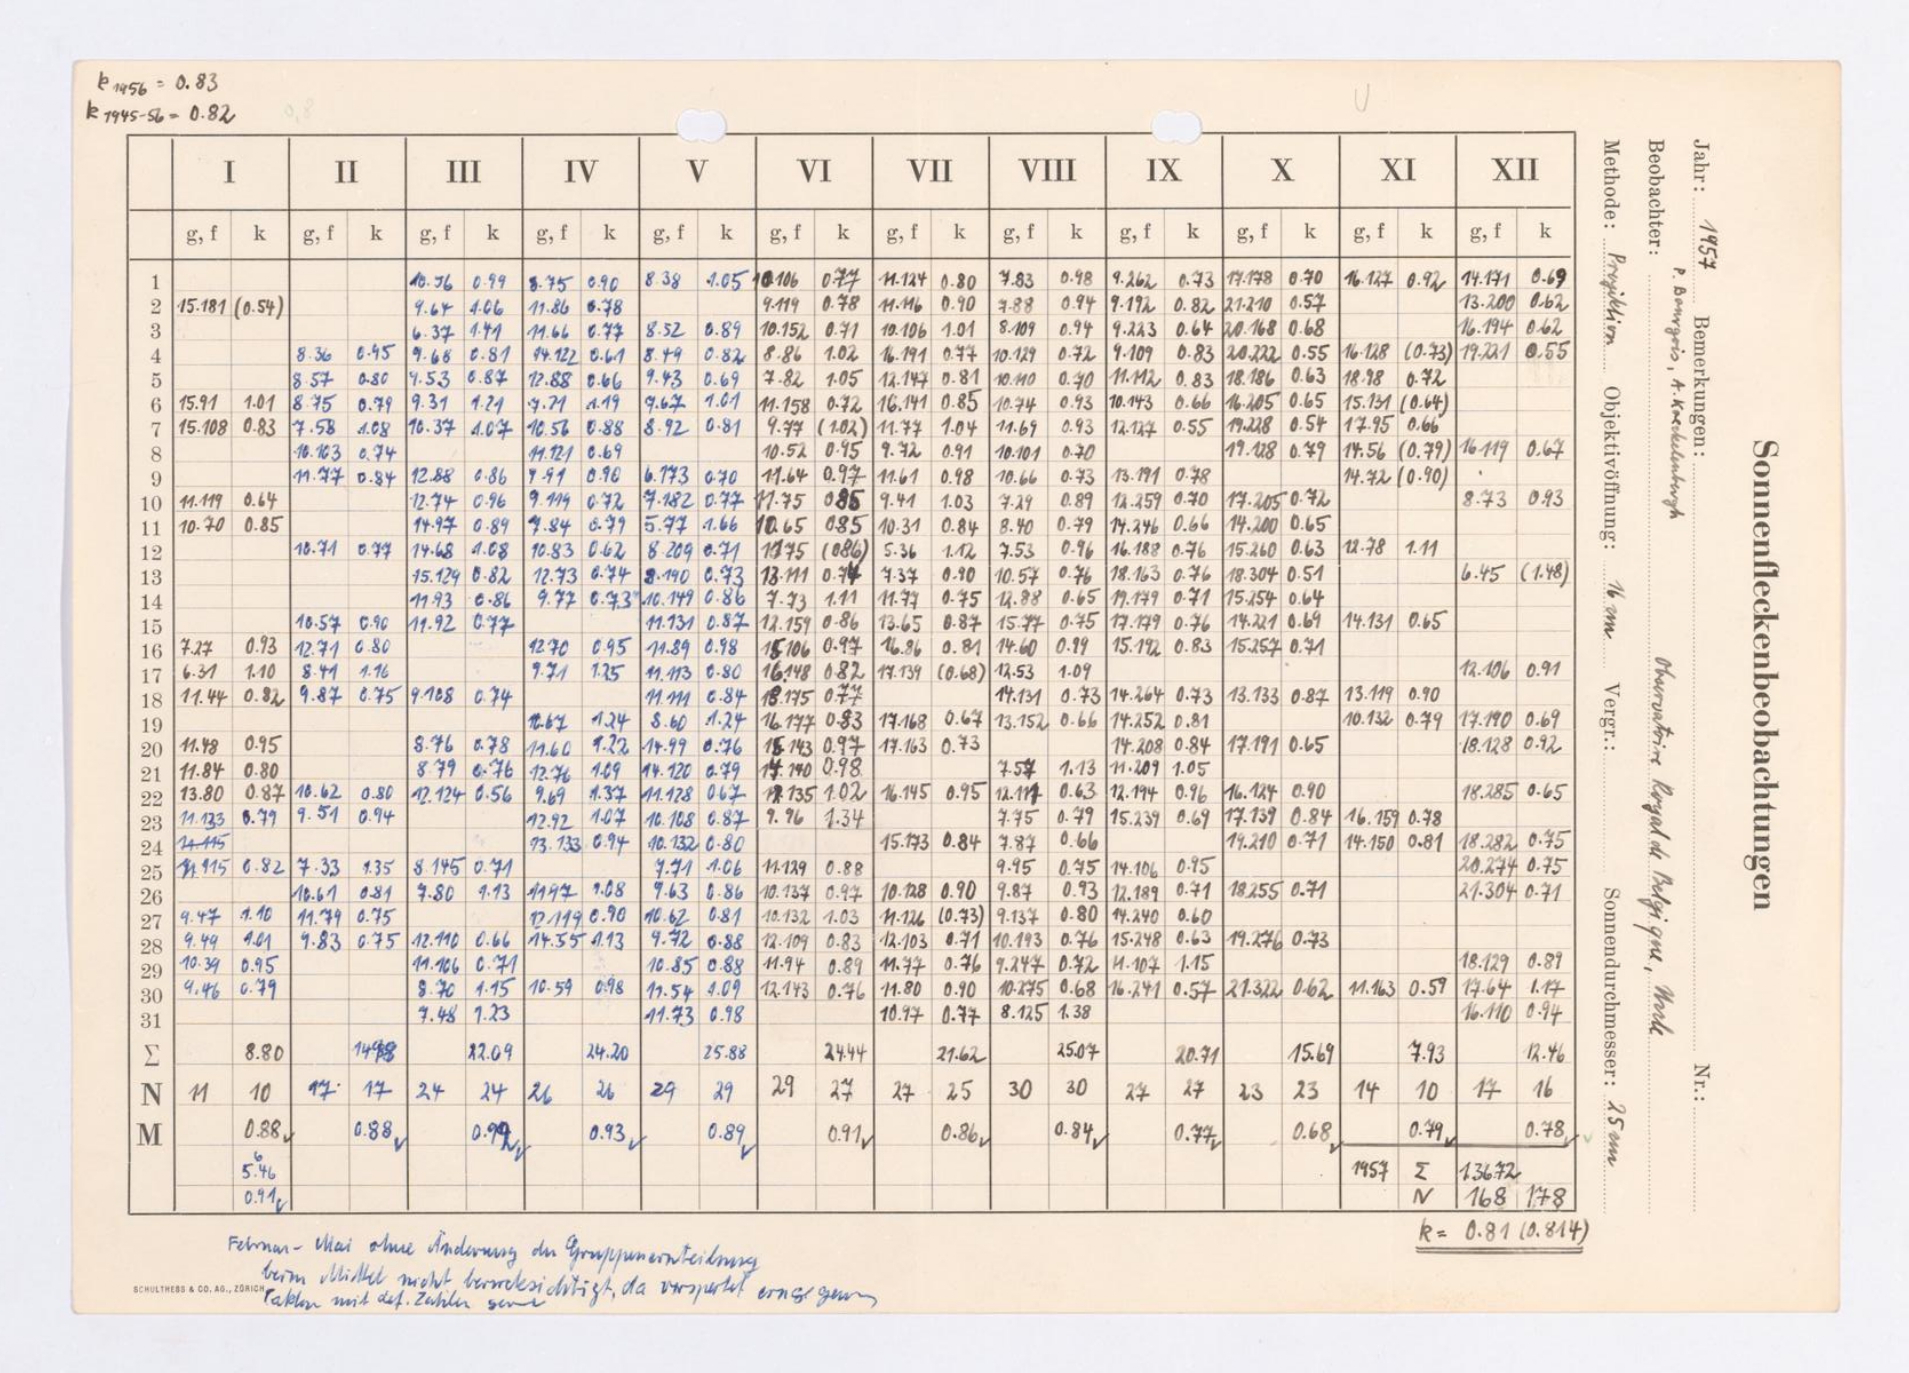 k 1956 = 0.83
k 1945-56 = 0.82
I II III IV V VI VII VIII IX X XI XII
g, f k g, f k g, f k g, f k g, f k g, f k g, f k g, f k g, f k g, f k g, f k g, f k
1 10.76 0.99 8.75 0.90 8.38 1.05 10.106 0.77 11.124 0.80 7.83 0.98 9.262 0.73 17.178 0.70 16.127 0.92 14.171 0.69
2 15.181 (0.54) 9.64 1.06 11.86 0.78 9.119 0.78 11.116 0.90 7.88 0.94 9.192 0.82 21.210 0.57 13.200 0.62
3 6.37 1.41 11.66 0.77 8.52 0.89 10.152 0.71 10.106 1.01 8.109 0.94 9.223 0.64 20.168 0.68 16.194 0.62
4 8.36 0.95 9.68 0.81 14.122 0.61 8.49 0.82 8.86 1.02 16.191 0.77 10.129 0.72 9.109 0.83 20.222 0.55 16.128 (0.73) 19.221 0.55
5 8.57 0.80 9.53 0.87 12.88 0.66 9.43 0.69 7.82 1.05 12.147 0.81 10.110 0.70 11.112 0.83 18.186 0.63 18.98 0.72
6 15.91 1.01 8.75 0.79 9.31 1.21 7.21 1.19 9.67 1.01 11.158 0.72 16.141 0.85 10.74 0.93 10.143 0.66 16.205 0.65 15.131 (0.64)
7 15.108 0.83 7.58 1.08 10.37 1.07 10.56 0.88 8.92 0.81 9.77 (1.02) 11.77 1.04 11.69 0.93 12.127 0.55 19.228 0.54 17.95 0.66
8 10.103 0.74 11.121 0.69 10.52 0.95 9.72 0.91 10.101 0.70 19.128 0.79 14.56 (0.79) 16.119 0.67
9 11.77 0.84 12.88 0.86 9.91 0.90 6.173 0.70 11.64 0.97 11.61 0.98 10.66 0.73 13.191 0.78 14.72 (0.90)
10 11.119 0.64 12.74 0.96 9.119 0.72 7.182 0.77 11.75 0.85 9.41 1.03 7.29 0.89 12.259 0.70 17.205 0.72 8.73 0.93
11 10.70 0.85 14.97 0.89 7.84 0.79 5.77 1.66 10.65 0.85 10.31 0.84 8.40 0.79 14.246 0.66 14.200 0.65
12 10.71 0.77 14.68 1.08 10.83 0.62 8.209 0.71 11.75 (0.86) 5.36 1.12 7.53 0.96 16.188 0.76 15.260 0.63 12.78 1.11
13 15.129 0.82 12.73 0.74 8.190 0.73 13.111 0.74 7.37 0.90 10.57 0.76 18.163 0.76 18.304 0.51 6.45 (1.48)
14 11.93 0.86 9.77 0.73 10.149 0.86 7.73 1.11 11.77 0.75 12.88 0.65 19.179 0.71 15.254 0.64
15 10.57 0.90 11.92 0.77 11.131 0.87 12.159 0.86 13.65 0.87 15.77 0.75 17.179 0.76 14.221 0.69 14.131 0.65
16 7.27 0.93 12.71 0.80 12.70 0.95 11.89 0.98 15.106 0.97 16.86 0.81 14.60 0.99 15.192 0.83 15.257 0.71
17 6.31 1.10 8.41 1.16 9.71 1.25 11.113 0.80 16.148 0.82 17.139 (0.68) 12.53 1.09 12.106 0.91
18 11.44 0.82 9.87 0.75 9.108 0.74 11.111 0.84 18.175 0.77 14.131 0.73 14.264 0.73 13.133 0.87 13.119 0.90
19 10.67 1.24 8.60 1.24 16.177 0.83 17.168 0.67 13.152 0.66 14.252 0.81 10.132 0.79 17.190 0.69
20 11.48 0.95 8.76 0.78 11.60 1.22 14.99 0.76 15.143 0.97 17.163 0.73 14.208 0.84 17.191 0.65 18.128 0.92
21 11.84 0.80 8.79 0.76 12.76 1.09 14.120 0.79 14.140 0.98 7.57 1.13 11.209 1.05
22 13.80 0.87 10.62 0.80 12.124 0.56 9.69 1.37 11.128 0.67 12.135 1.02 16.145 0.95 12.117 0.63 12.194 0.96 16.124 0.90 18.285 0.65
23 11.133 0.79 9.51 0.94 12.92 1.07 10.108 0.87 9.96 1.34 7.75 0.79 15.239 0.69 17.139 0.84 16.159 0.78
24 13.133 0.94 10.132 0.80 15.173 0.84 7.87 0.66 19.210 0.71 14.150 0.81 18.282 0.75
25 11.115 0.82 7.33 1.35 8.145 0.71 7.71 1.06 11.129 0.88 9.95 0.75 14.106 0.95 20.274 0.75
26 10.61 0.81 7.80 1.13 11.97 1.08 9.63 0.86 10.137 0.97 10.128 0.90 9.87 0.93 12.189 0.71 18.255 0.71 21.304 0.71
27 9.47 1.10 11.79 0.75 12.119 0.90 10.62 0.81 10.132 1.03 11.126 (0.73) 9.137 0.80 14.240 0.60
28 9.49 1.01 9.83 0.75 12.110 0.66 14.55 1.13 9.72 0.88 12.109 0.83 12.103 0.71 10.193 0.76 15.248 0.63 19.276 0.73
29 10.39 0.95 11.106 0.71 10.85 0.88 11.94 0.89 11.77 0.76 9.247 0.72 11.107 1.15 18.129 0.89
30 9.46 0.79 8.70 1.15 10.59 0.98 11.54 1.09 12.143 0.76 11.80 0.90 10.275 0.68 16.241 0.57 21.322 0.62 11.163 0.59 17.64 1.17
31 7.48 1.23 11.73 0.98 10.97 0.77 8.125 1.38 16.110 0.94
Σ 8.80 22.09 24.20 25.88 24.44 21.62 25.07 20.71 15.69 7.93 12.46
N 11 10 17 17 24 24 26 26 29 29 29 27 27 25 30 30 27 27 23 23 14 10 17 16
M 0.88 0.88 0.92 0.93 0.89 0.91 0.86 0.84 0.77 0.68 0.79 0.78
6
5.46 1957 Σ 136.72
0.91 N 168 178
k = 0.81 (0.814)
Februar - Mai ohne Änderung der Gruppeneinteilung
beim Mittel nicht berücksichtigt, da verspätet
mit def. Zahlen
SCHULTHESS & CO. AG., ZÜRICH
Sonnenfleckenbeobachtungen
Jahr: 1957 Bemerkungen: Nr.:
Beobachter: P. Bourgois, A. Koeckelenbergh Observatoire Royal de Belgique, Uccle
Methode: Projektion Objektivöffnung: 16 cm Vergr.: Sonnendurchmesser: 25 cm